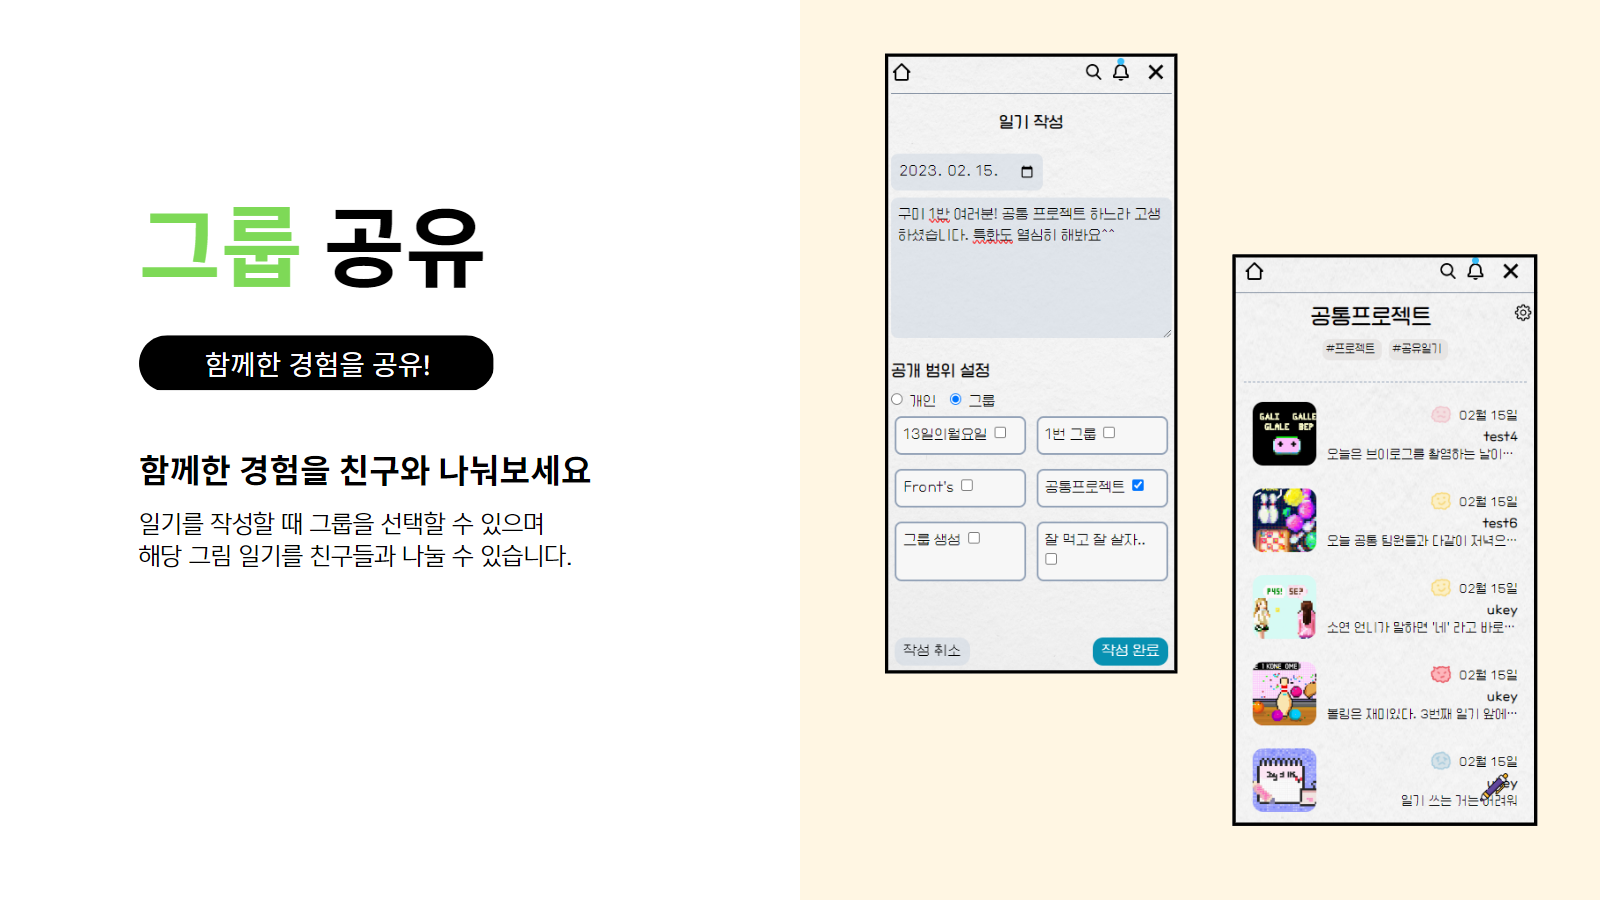 그룹 공유
함께한 경험을 공유!
함께한 경험을 친구와 나눠보세요
일기를 작성할 때 그룹을 선택할 수 있으며
해당 그림 일기를 친구들과 나눌 수 있습니다.
일기 작성
2023. 02. 15.
구미 1반 여러분! 공통 프로젝트 하느라 고생
하셨습니다. 특화도 열심히 해봐요^^
공개 범위 설정
개인 그룹
13일의월요일 1번 그룹
Front's 공통프로젝트
그룹 생성 잘 먹고 잘 살자..
작성 취소 작성 완료
공통프로젝트
#프로젝트 #공유일기
02월 15일
test4
오늘은 브이로그를 촬영하는 날이…
02월 15일
test6
오늘 공통 팀원들과 다같이 저녁으…
02월 15일
ukey
소연 언니가 말하면 '네' 라고 바로…
02월 15일
ukey
볼링은 재미있다. 3번째 일기 앞에…
02월 15일
ukey
일기 쓰는 거는 어려워